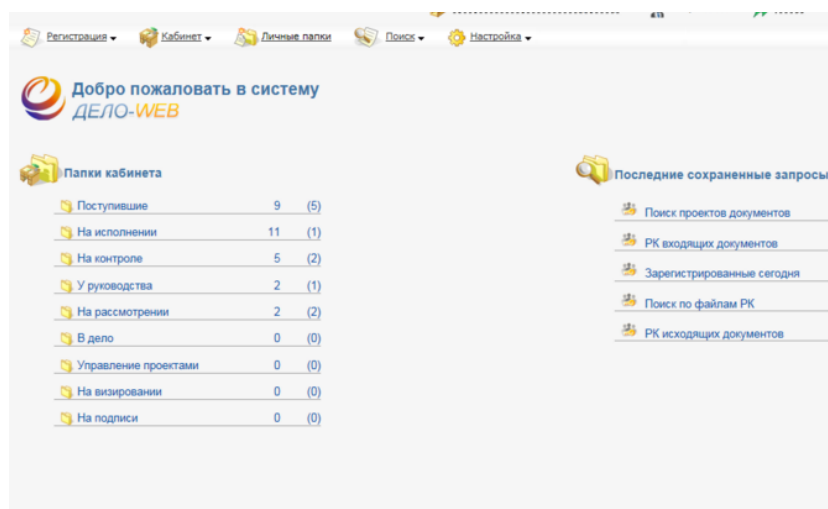 Регистрация Кабинет Личные папки Поиск Настройка
Добро пожаловать в систему
ДЕЛО-WEB
Папки кабинета
Поступившие 9 (5)
На исполнении 11 (1)
На контроле 5 (2)
У руководства 2 (1)
На рассмотрении 2 (2)
В дело 0 (0)
Управление проектами 0 (0)
На визировании 0 (0)
На подписи 0 (0)
Последние сохраненные запросы
Поиск проектов документов
РК входящих документов
Зарегистрированные сегодня
Поиск по файлам РК
РК исходящих документов